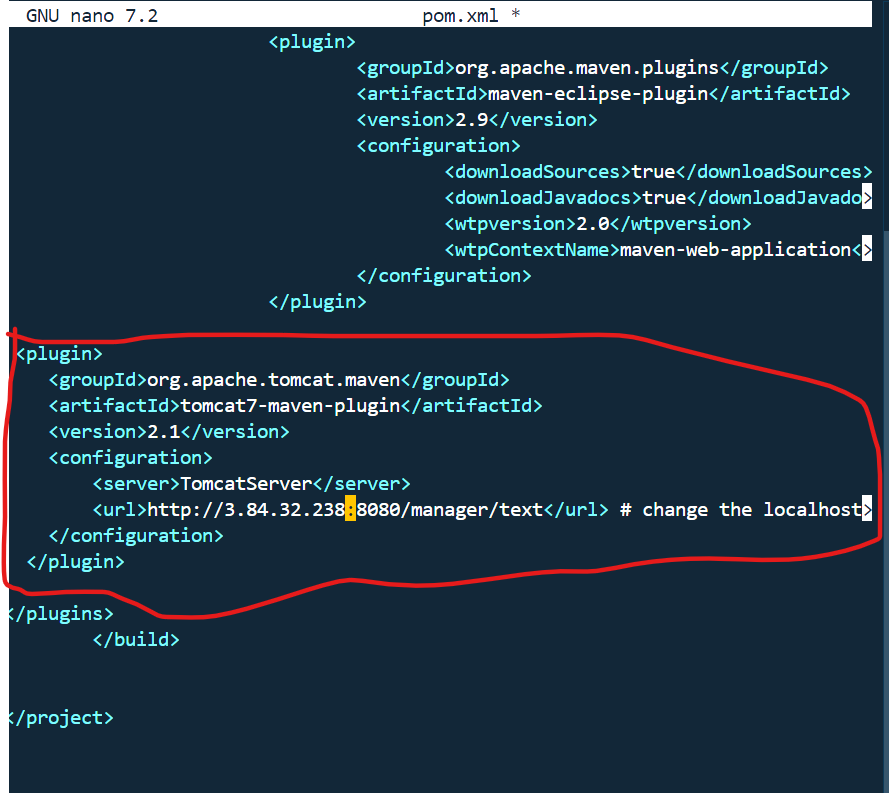 GNU nano 7.2 pom.xml *
<plugin>
<groupId>org.apache.maven.plugins</groupId>
<artifactId>maven-eclipse-plugin</artifactId>
<version>2.9</version>
<configuration>
<downloadSources>true</downloadSources>
<downloadJavadocs>true</downloadJavado>
<wtpversion>2.0</wtpversion>
<wtpContextName>maven-web-application<>
</configuration>
</plugin>
<plugin>
<groupId>org.apache.tomcat.maven</groupId>
<artifactId>tomcat7-maven-plugin</artifactId>
<version>2.1</version>
<configuration>
<server>TomcatServer</server>
<url>http://3.84.32.238:8080/manager/text</url> # change the localhost>
</configuration>
</plugin>
</plugins>
</build>
</project>